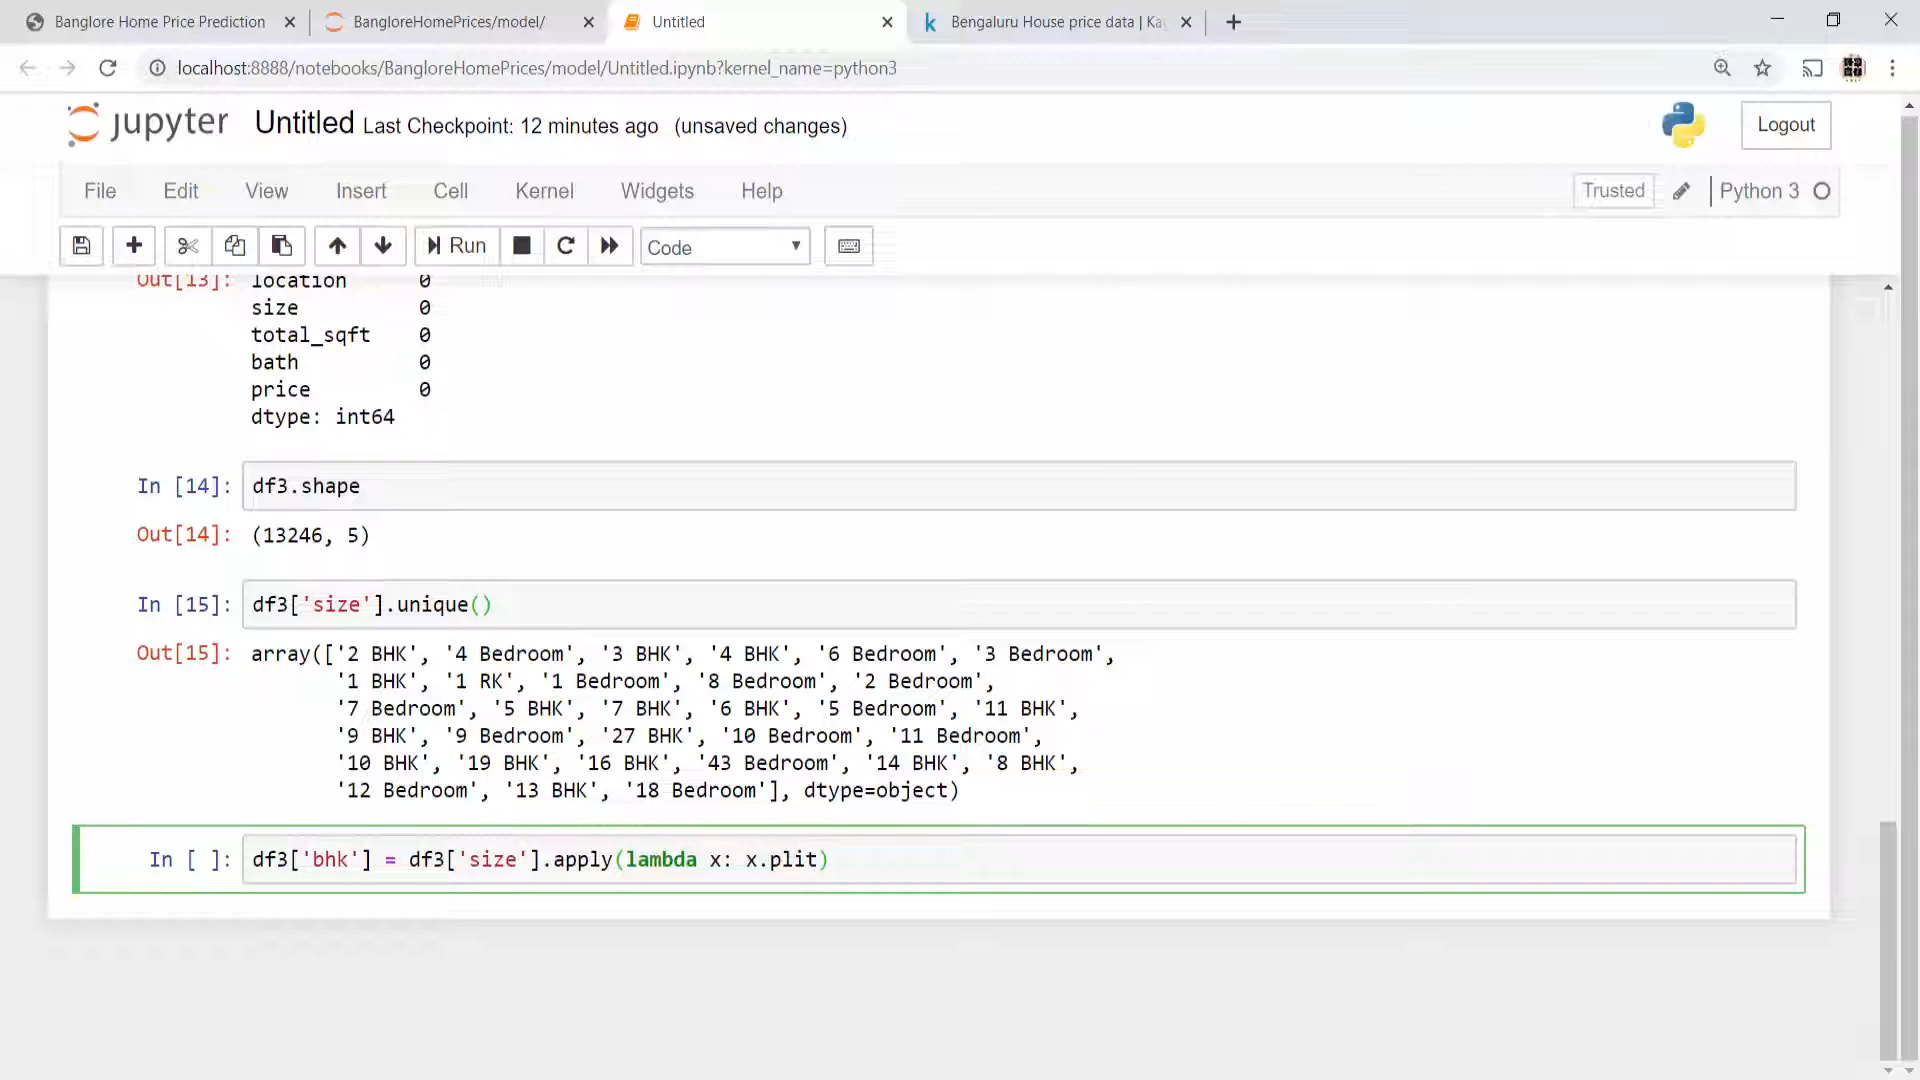 Banglore Home Price Prediction
BangloreHomePrices/model/
Untitled
Bengaluru House price data | Ka
localhost:8888/notebooks/BangloreHomePrices/model/Untitled.ipynb?kernel_name=python3
jupyter Untitled Last Checkpoint: 12 minutes ago (unsaved changes)
Logout
File Edit View Insert Cell Kernel Widgets Help
Trusted Python 3
Run Code
Out[13]: location 0
size 0
total_sqft 0
bath 0
price 0
dtype: int64
In [14]: df3.shape
Out[14]: (13246, 5)
In [15]: df3['size'].unique()
Out[15]: array(['2 BHK', '4 Bedroom', '3 BHK', '4 BHK', '6 Bedroom', '3 Bedroom',
'1 BHK', '1 RK', '1 Bedroom', '8 Bedroom', '2 Bedroom',
'7 Bedroom', '5 BHK', '7 BHK', '6 BHK', '5 Bedroom', '11 BHK',
'9 BHK', '9 Bedroom', '27 BHK', '10 Bedroom', '11 Bedroom',
'10 BHK', '19 BHK', '16 BHK', '43 Bedroom', '14 BHK', '8 BHK',
'12 Bedroom', '13 BHK', '18 Bedroom'], dtype=object)
In [ ]: df3['bhk'] = df3['size'].apply(lambda x: x.plit)